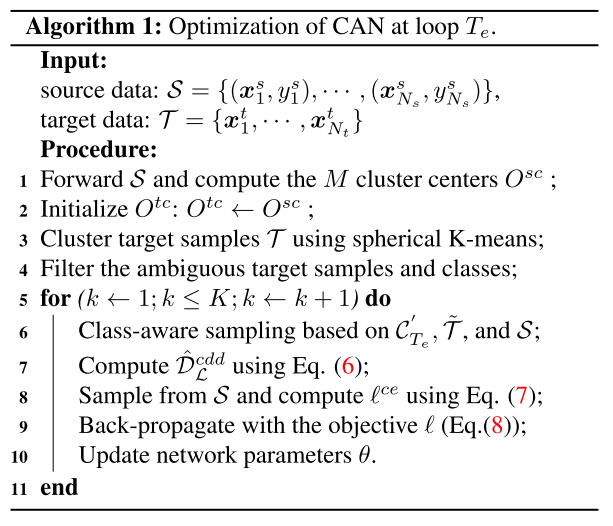 Algorithm 1: Optimization of CAN at loop $T_e$.
Input:
source data: $\mathcal{S} = \{(\boldsymbol{x}_1^s, y_1^s), \cdots, (\boldsymbol{x}_{N_s}^s, y_{N_s}^s)\}$,
target data: $\mathcal{T} = \{\boldsymbol{x}_1^t, \cdots, \boldsymbol{x}_{N_t}^t\}$
Procedure:
1 Forward $\mathcal{S}$ and compute the $M$ cluster centers $O^{sc}$ ;
2 Initialize $O^{tc}$: $O^{tc} \leftarrow O^{sc}$ ;
3 Cluster target samples $\mathcal{T}$ using spherical K-means;
4 Filter the ambiguous target samples and classes;
5 for ($k \leftarrow 1; k \leq K; k \leftarrow k + 1$) do
6 Class-aware sampling based on $\mathcal{C}_{T_e}^{'}$, $\tilde{\mathcal{T}}$, and $\mathcal{S}$;
7 Compute $\hat{\mathcal{D}}_{\mathcal{L}}^{cdd}$ using Eq. (6);
8 Sample from $\mathcal{S}$ and compute $\ell^{ce}$ using Eq. (7);
9 Back-propagate with the objective $\ell$ (Eq.(8));
10 Update network parameters $\theta$.
11 end